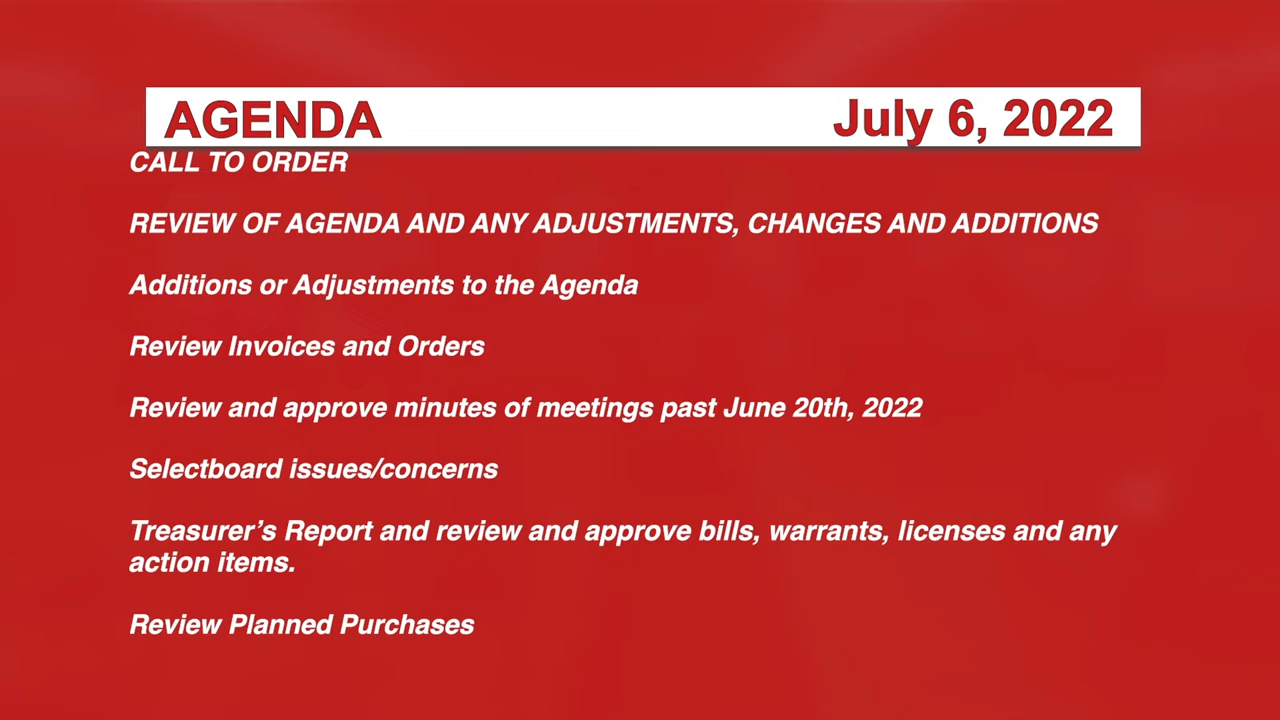 AGENDA July 6, 2022
CALL TO ORDER
REVIEW OF AGENDA AND ANY ADJUSTMENTS, CHANGES AND ADDITIONS
Additions or Adjustments to the Agenda
Review Invoices and Orders
Review and approve minutes of meetings past June 20th, 2022
Selectboard issues/concerns
Treasurer’s Report and review and approve bills, warrants, licenses and any
action items.
Review Planned Purchases